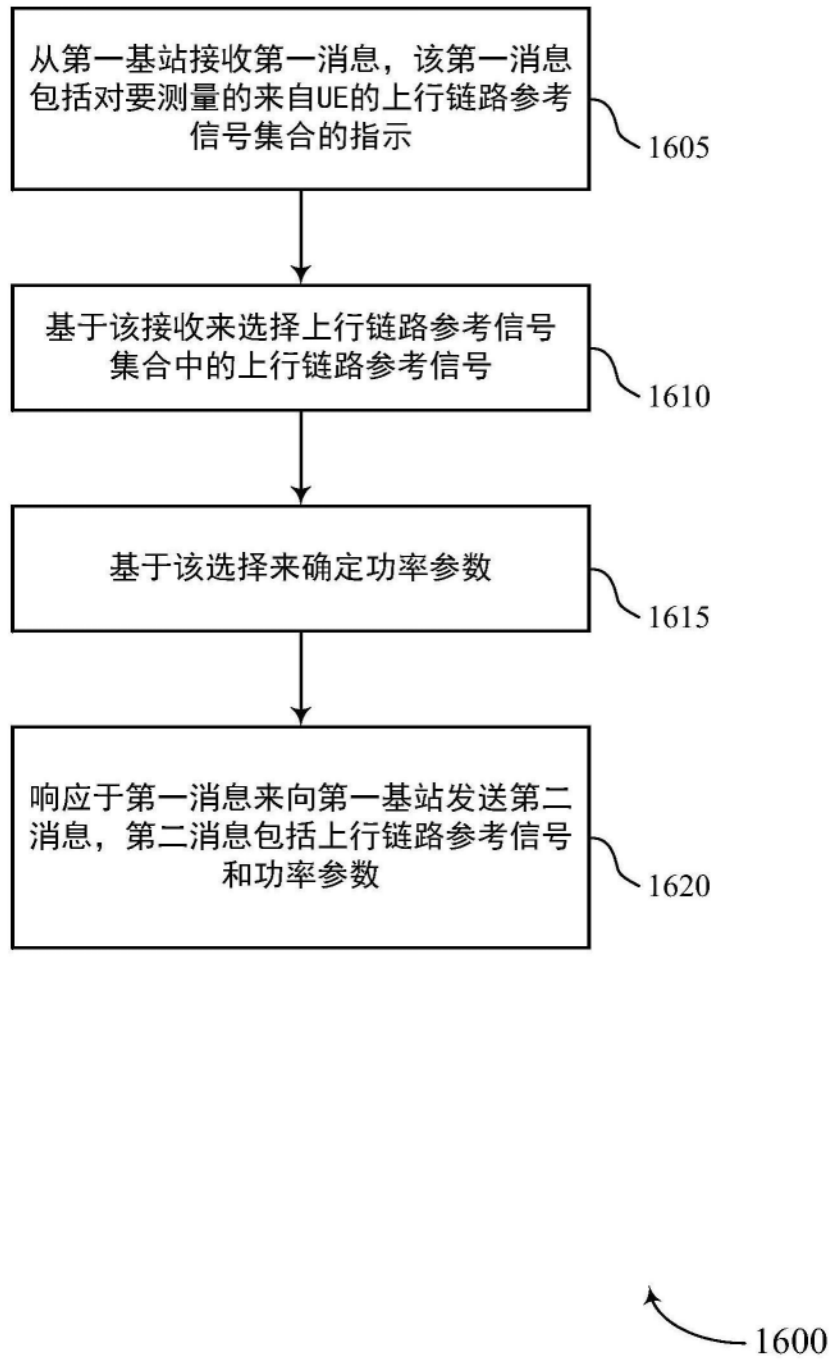 从第一基站接收第一消息，该第一消息
包括对要测量的来自UE的上行链路参考
信号集合的指示
1605
基于该接收来选择上行链路参考信号
集合中的上行链路参考信号
1610
基于该选择来确定功率参数
1615
响应于第一消息来向第一基站发送第二
消息，第二消息包括上行链路参考信号
和功率参数
1620
1600